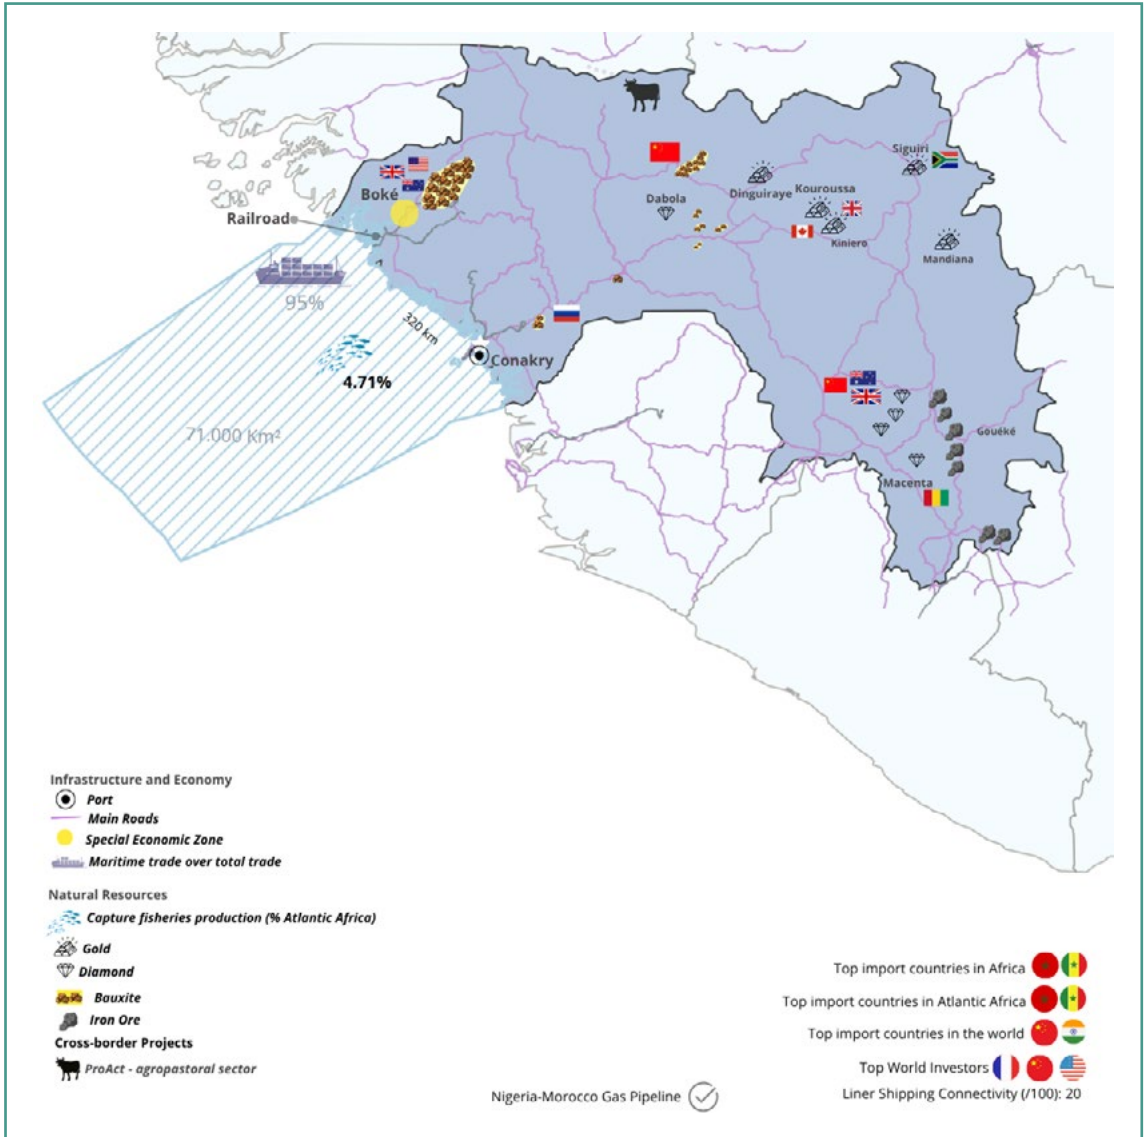 Siguiri
Boké
Dabola
Dinguiraye
Kouroussa
Railroad
Kiniero
Mandiana
95%
320 km
Conakry
4.71%
71.000 Km²
Gouéké
Macenta
Infrastructure and Economy
Port
Main Roads
Special Economic Zone
Maritime trade over total trade
Natural Resources
Capture fisheries production (% Atlantic Africa)
Gold
Diamond
Bauxite
Iron Ore
Cross-border Projects
ProAct - agropastoral sector
Top import countries in Africa
Top import countries in Atlantic Africa
Top import countries in the world
Top World Investors
Liner Shipping Connectivity (/100): 20
Nigeria-Morocco Gas Pipeline